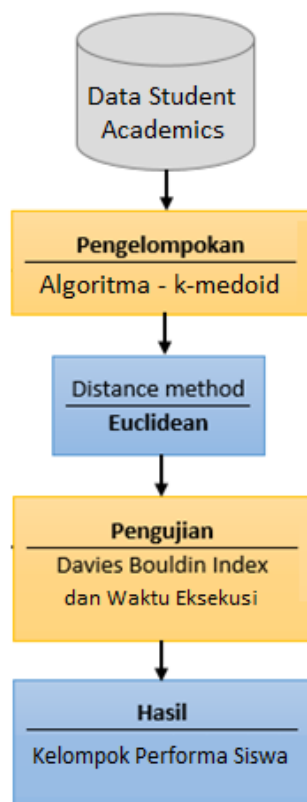 Data Student
Academics
Pengelompokan
Algoritma - k-medoid
Distance method
Euclidean
Pengujian
Davies Bouldin Index
dan Waktu Eksekusi
Hasil
Kelompok Performa Siswa